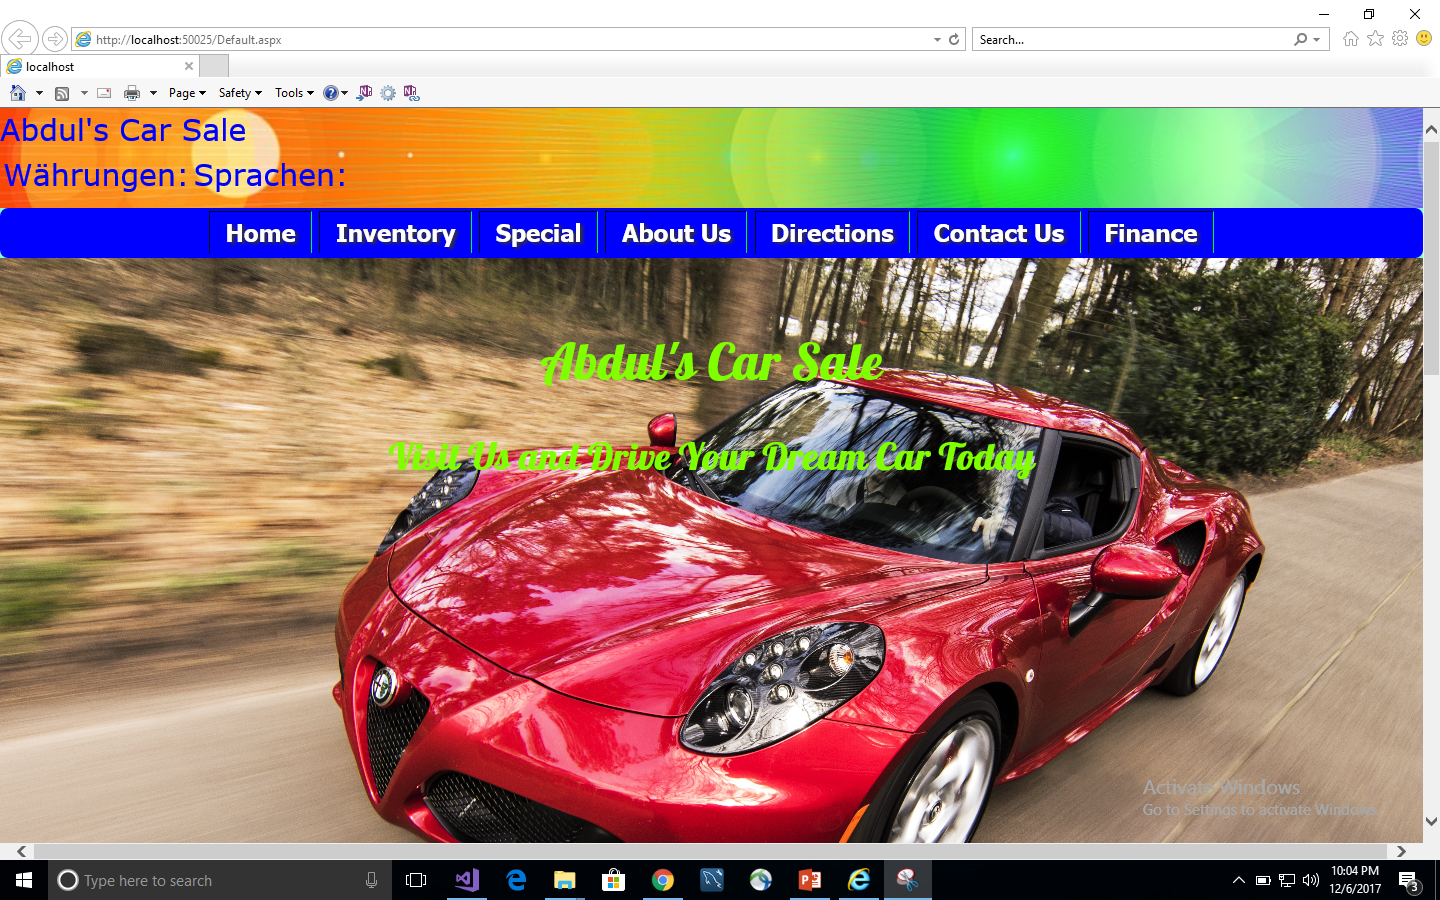 http://localhost:50025/Default.aspx
Search...
localhost
Page Safety Tools
Abdul's Car Sale
Währungen: Sprachen:
Home Inventory Special About Us Directions Contact Us Finance
Abdul's Car Sale
Visit Us and Drive Your Dream Car Today
Activate Windows
Go to Settings to activate Windows.
Type here to search
10:04 PM
12/6/2017
3